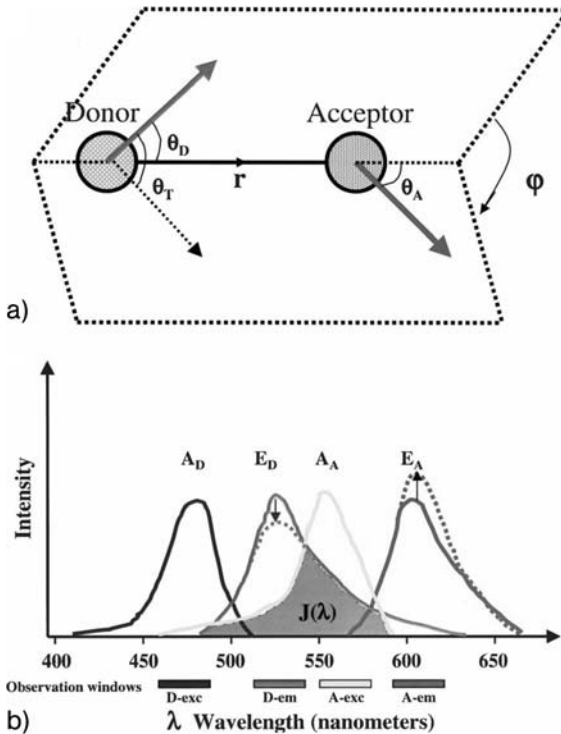 Donor
Acceptor
θD
θT
r
θA
φ
a)
Intensity
AD ED AA EA
J(λ)
400 450 500 550 600 650
Observation windows
D-exc D-em A-exc A-em
b) λ Wavelength (nanometers)